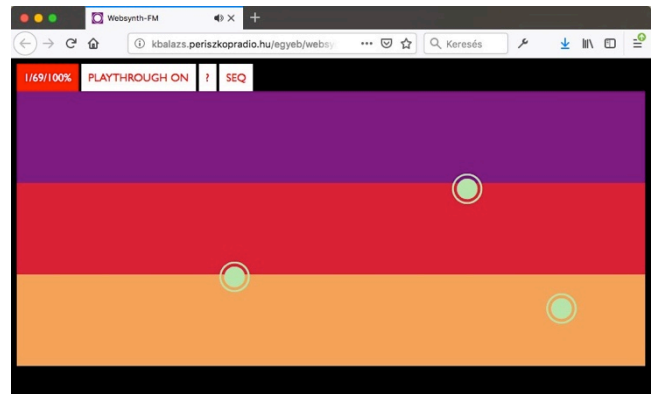 Websynth-FM
kbalazs.periszkopradio.hu/egyeb/websy
Keresés
1/69/100% PLAYTHROUGH ON ? SEQ